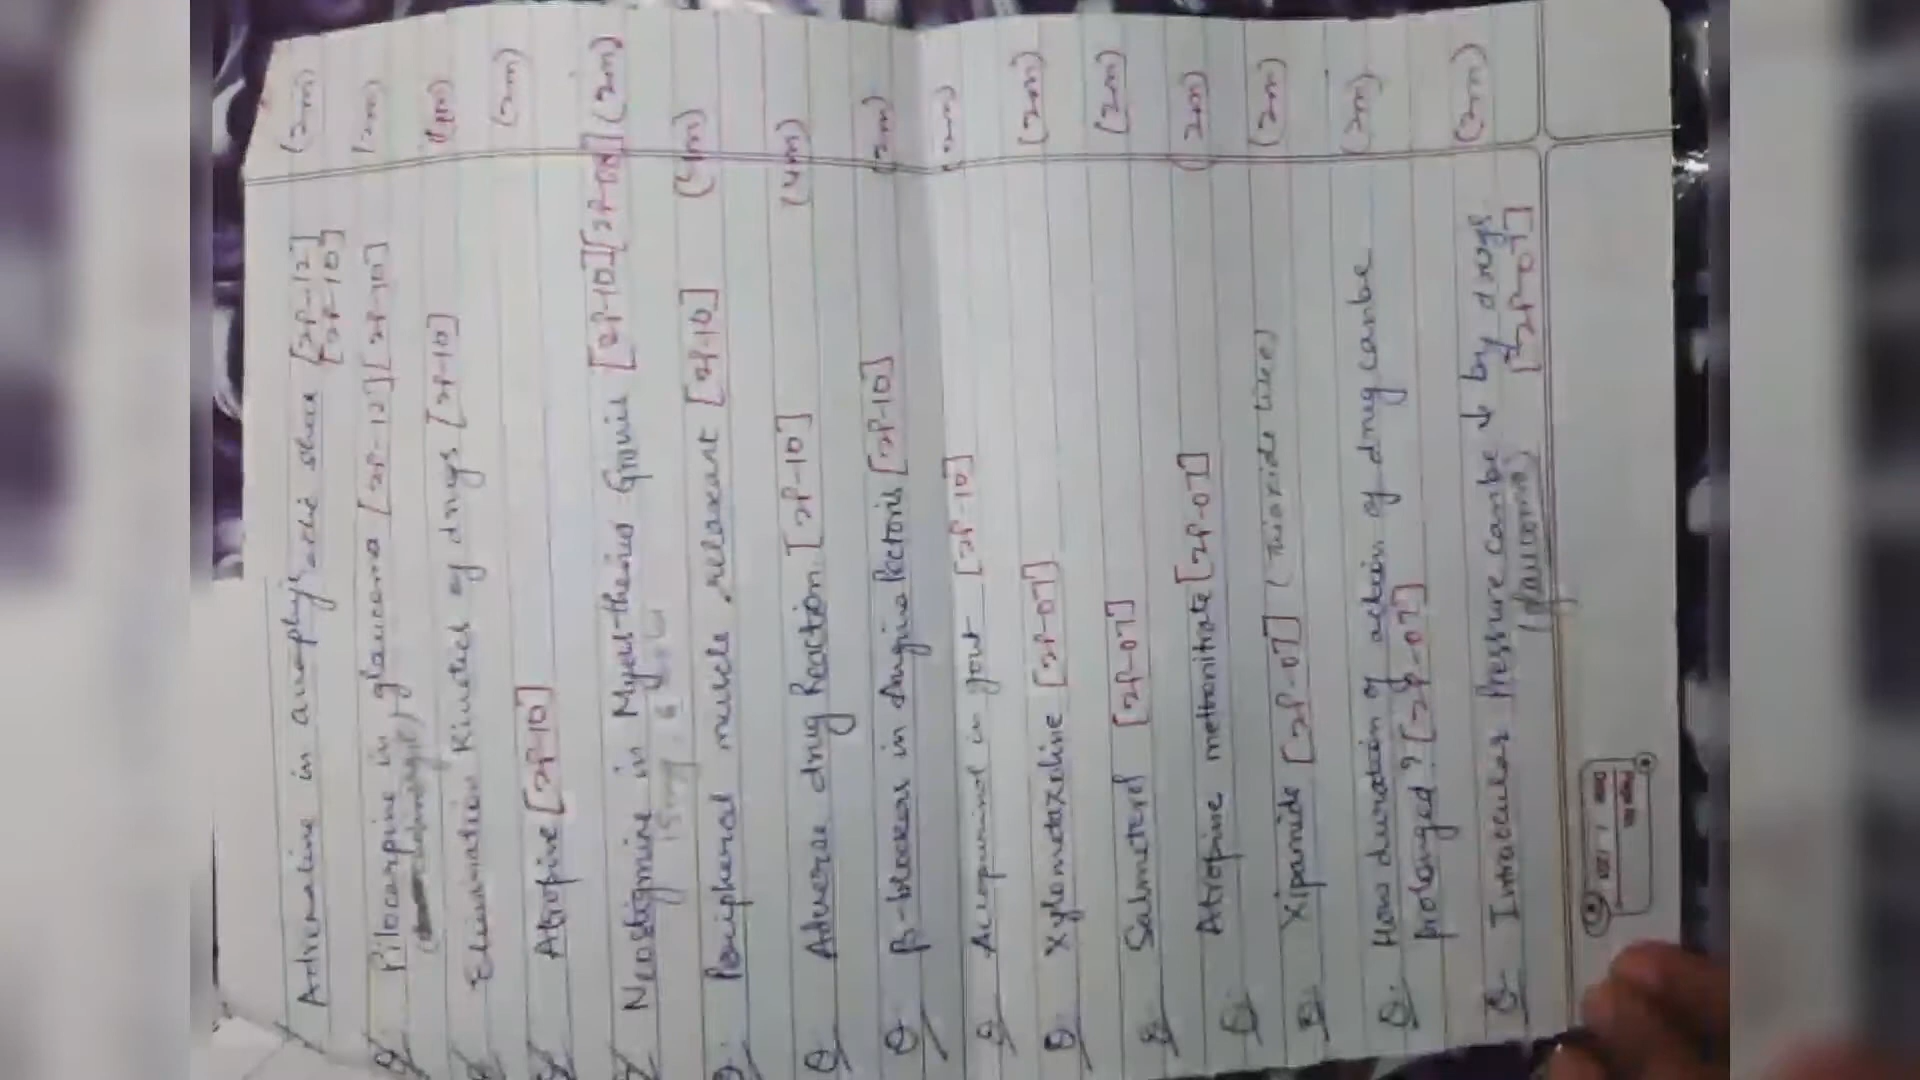 Adrenaline in anaphylactic shock [2P-12] (2m)
[2P-10]
Q. Pilocarpine in glaucoma [2P-12][2P-10] (2m)
Elimination Kinetics of drugs [2P-10]
Atropine [2P-10] (2m)
Neostigmine in Myesthenia Gravis [2P-10][2P-08] (2m)
15mg
Q. Peripheral muscle relaxant [2P-10] (4m)
Q. Adverse drug Reaction [2P-10] (4m)
Q. β-blockers in Angina Pectoris [2P-10] (2m)
Q. in gout [2P-10] (2m)
Q. Xylometazoline [2P-07] (2m)
Q. Salmeterol [2P-07] (2m)
Q. Atropine methonitrate [2P-07] (2m)
Q. Xipamide [2P-07] (Thiazide like) (2m)
Q. How duration of action of drug can be (2m)
prolonged? [2P-07]
Q. Intraocular Pressure can be ↓ by drugs (2m)
(glaucoma) [2P-07]